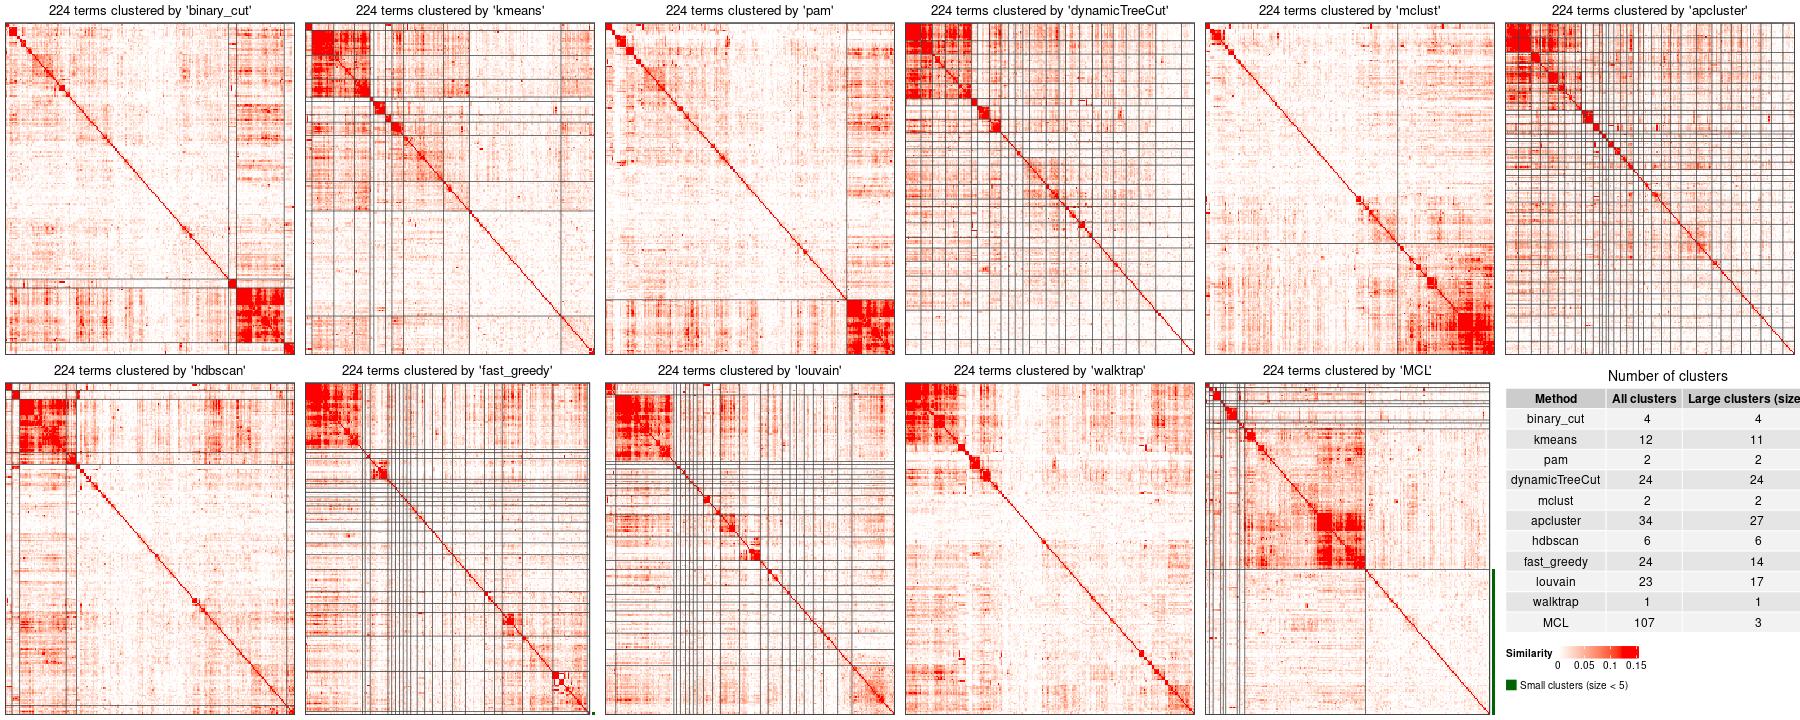 224 terms clustered by 'binary_cut'
224 terms clustered by 'kmeans'
224 terms clustered by 'pam'
224 terms clustered by 'dynamicTreeCut'
224 terms clustered by 'mclust'
224 terms clustered by 'apcluster'
224 terms clustered by 'hdbscan'
224 terms clustered by 'fast_greedy'
224 terms clustered by 'louvain'
224 terms clustered by 'walktrap'
224 terms clustered by 'MCL'
Number of clusters
Method All clusters Large clusters (size
binary_cut 4 4
kmeans 12 11
pam 2 2
dynamicTreeCut 24 24
mclust 2 2
apcluster 34 27
hdbscan 6 6
fast_greedy 24 14
louvain 23 17
walktrap 1 1
MCL 107 3
Similarity
0 0.05 0.1 0.15
Small clusters (size < 5)